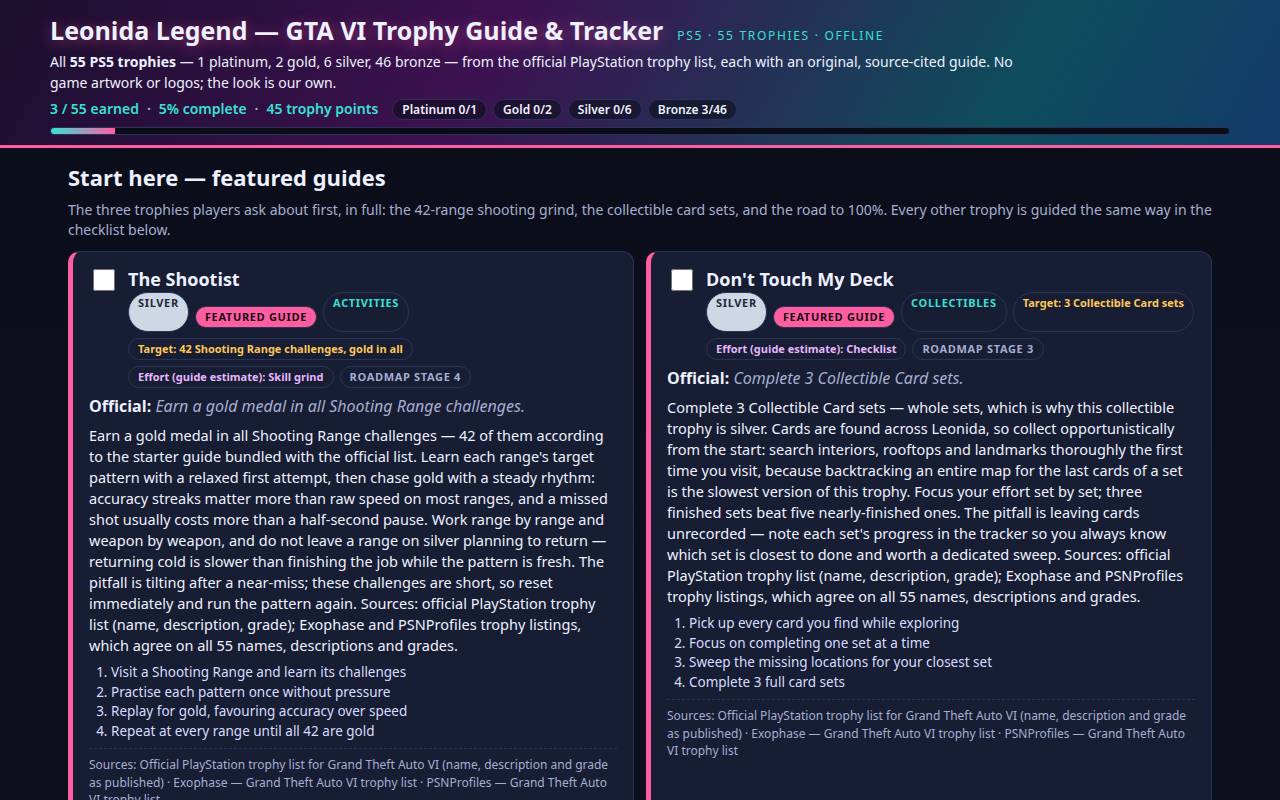 Leonida Legend — GTA VI Trophy Guide & Tracker PS5 · 55 TROPHIES · OFFLINE
All 55 PS5 trophies — 1 platinum, 2 gold, 6 silver, 46 bronze — from the official PlayStation trophy list, each with an original, source-cited guide. No
game artwork or logos; the look is our own.
3 / 55 earned · 5% complete · 45 trophy points Platinum 0/1 Gold 0/2 Silver 0/6 Bronze 3/46
Start here — featured guides
The three trophies players ask about first, in full: the 42-range shooting grind, the collectible card sets, and the road to 100%. Every other trophy is guided the same way in the
checklist below.
The Shootist
SILVER FEATURED GUIDE ACTIVITIES
Target: 42 Shooting Range challenges, gold in all
Effort (guide estimate): Skill grind ROADMAP STAGE 4
Official: Earn a gold medal in all Shooting Range challenges.
Earn a gold medal in all Shooting Range challenges — 42 of them according
to the starter guide bundled with the official list. Learn each range's target
pattern with a relaxed first attempt, then chase gold with a steady rhythm:
accuracy streaks matter more than raw speed on most ranges, and a missed
shot usually costs more than a half-second pause. Work range by range and
weapon by weapon, and do not leave a range on silver planning to return —
returning cold is slower than finishing the job while the pattern is fresh. The
pitfall is tilting after a near-miss; these challenges are short, so reset
immediately and run the pattern again. Sources: official PlayStation trophy
list (name, description, grade); Exophase and PSNProfiles trophy listings,
which agree on all 55 names, descriptions and grades.
1. Visit a Shooting Range and learn its challenges
2. Practise each pattern once without pressure
3. Replay for gold, favouring accuracy over speed
4. Repeat at every range until all 42 are gold
Sources: Official PlayStation trophy list for Grand Theft Auto VI (name, description and grade
as published) · Exophase — Grand Theft Auto VI trophy list · PSNProfiles — Grand Theft Auto
VI trophy list
Don't Touch My Deck
SILVER FEATURED GUIDE COLLECTIBLES Target: 3 Collectible Card sets
Effort (guide estimate): Checklist ROADMAP STAGE 3
Official: Complete 3 Collectible Card sets.
Complete 3 Collectible Card sets — whole sets, which is why this collectible
trophy is silver. Cards are found across Leonida, so collect opportunistically
from the start: search interiors, rooftops and landmarks thoroughly the first
time you visit, because backtracking an entire map for the last cards of a set
is the slowest version of this trophy. Focus your effort set by set; three
finished sets beat five nearly-finished ones. The pitfall is leaving cards
unrecorded — note each set's progress in the tracker so you always know
which set is closest to done and worth a dedicated sweep. Sources: official
PlayStation trophy list (name, description, grade); Exophase and PSNProfiles
trophy listings, which agree on all 55 names, descriptions and grades.
1. Pick up every card you find while exploring
2. Focus on completing one set at a time
3. Sweep the missing locations for your closest set
4. Complete 3 full card sets
Sources: Official PlayStation trophy list for Grand Theft Auto VI (name, description and grade
as published) · Exophase — Grand Theft Auto VI trophy list · PSNProfiles — Grand Theft Auto
VI trophy list